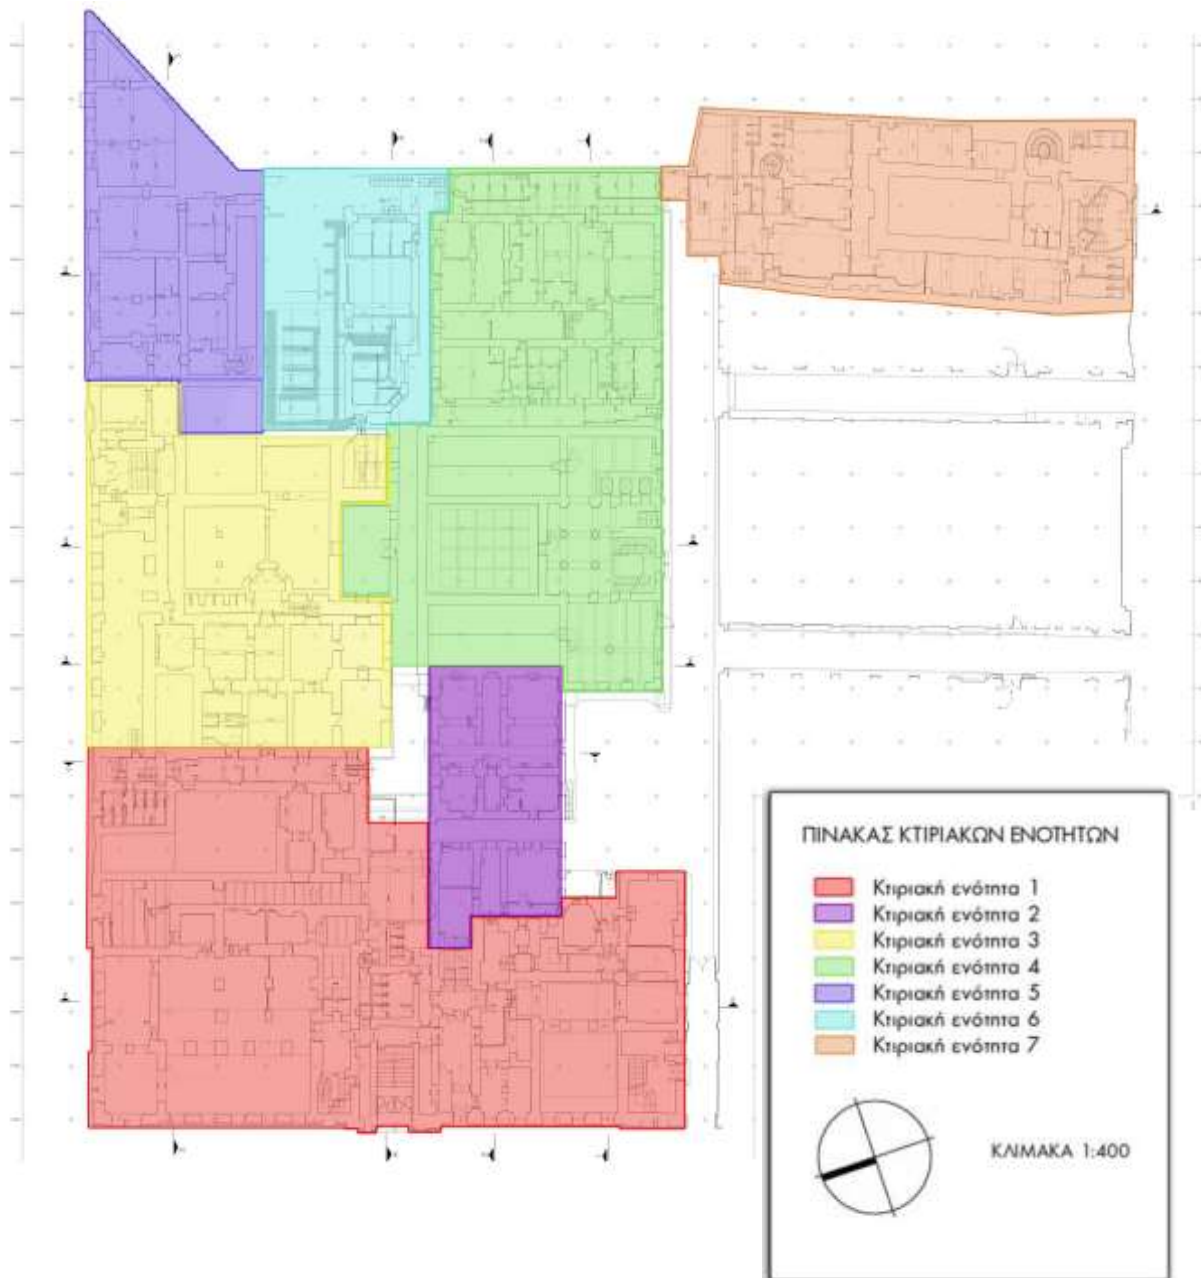 ΠΙΝΑΚΑΣ ΚΤΙΡΙΑΚΩΝ ΕΝΟΤΗΤΩΝ
Κτιριακή ενότητα 1
Κτιριακή ενότητα 2
Κτιριακή ενότητα 3
Κτιριακή ενότητα 4
Κτιριακή ενότητα 5
Κτιριακή ενότητα 6
Κτιριακή ενότητα 7
ΚΛΙΜΑΚΑ 1:400